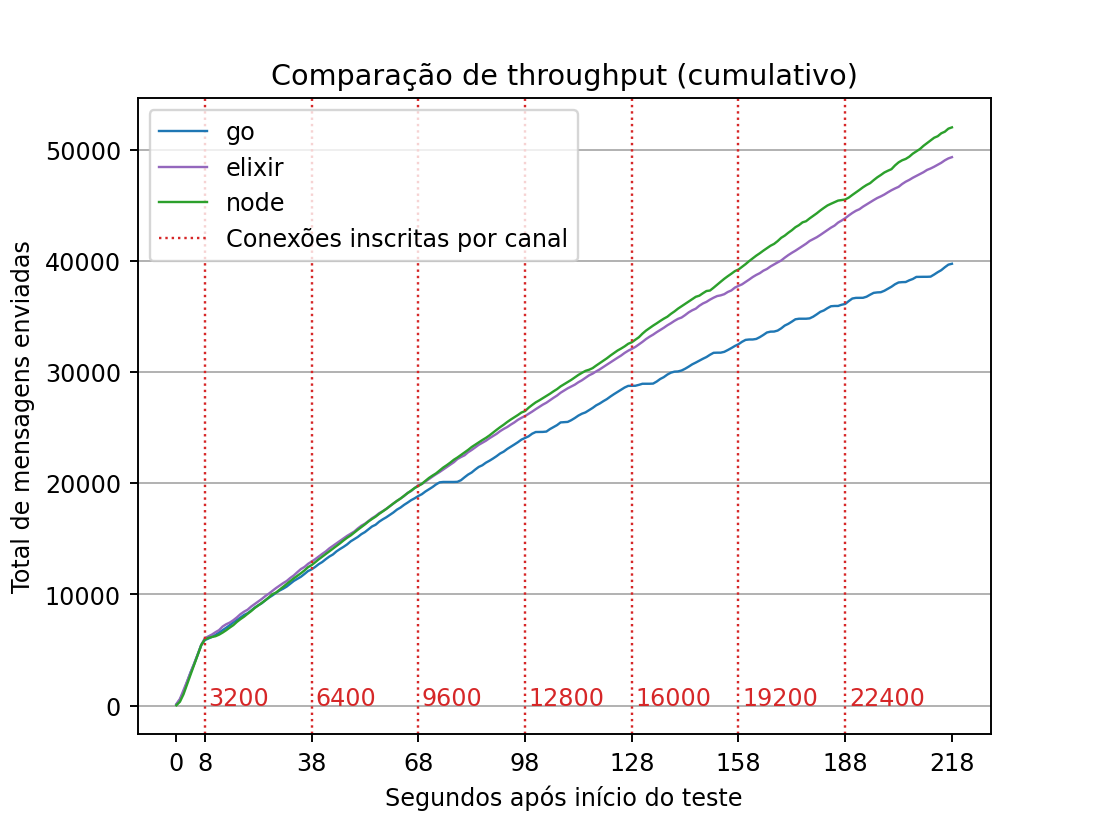 Comparação de throughput (cumulativo)
go
elixir
node
Conexões inscritas por canal
Total de mensagens enviadas
50000
40000
30000
20000
10000
0
3200 6400 9600 12800 16000 19200 22400
0 8 38 68 98 128 158 188 218
Segundos após início do teste